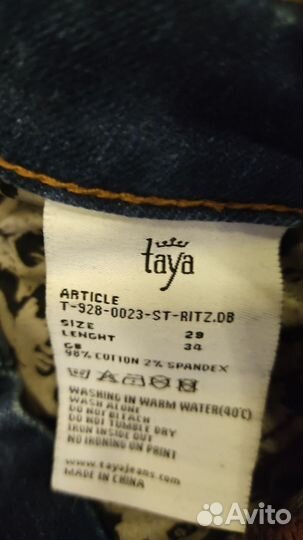 taya
ARTICLE
T-928-0023-ST-RITZ.DB
SIZE 29
LENGHT 34
98% COTTON 2% SPANDEX
WASHING IN WARM WATER(40℃)
WASH ALONE
DO NOT BLEACH
DO NOT TUMBLE DRY
IRON INSIDE OUT
NO IRONING ON PRINT
www.tayajeans.com
MADE IN CHINA
Avito